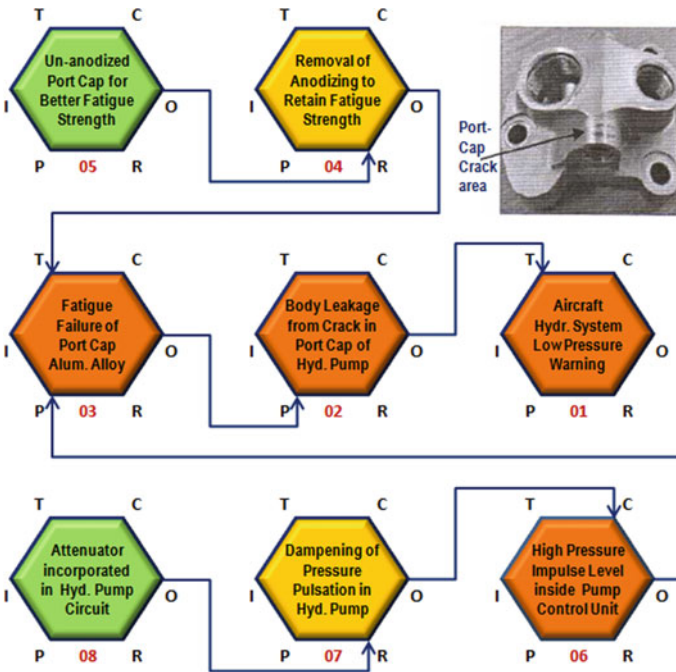 T C
T C
Un-anodized
Port Cap for
Better Fatigue
Strength
I O
P 05 R
Removal of
Anodizing to
Retain Fatigue
Strength
I O
P 04 R
Port-
Cap
Crack
area
T C
Fatigue
Failure of
Port Cap
Alum. Alloy
I O
P 03 R
T C
Body Leakage
from Crack in
Port Cap of
Hyd. Pump
I O
P 02 R
T C
Aircraft
Hydr. System
Low Pressure
Warning
I O
P 01 R
T C
Attenuator
incorporated
in Hyd. Pump
Circuit
I O
P 08 R
T C
Dampening of
Pressure
Pulsation in
Hyd. Pump
I O
P 07 R
T C
High Pressure
Impulse Level
inside Pump
Control Unit
I O
P 06 R